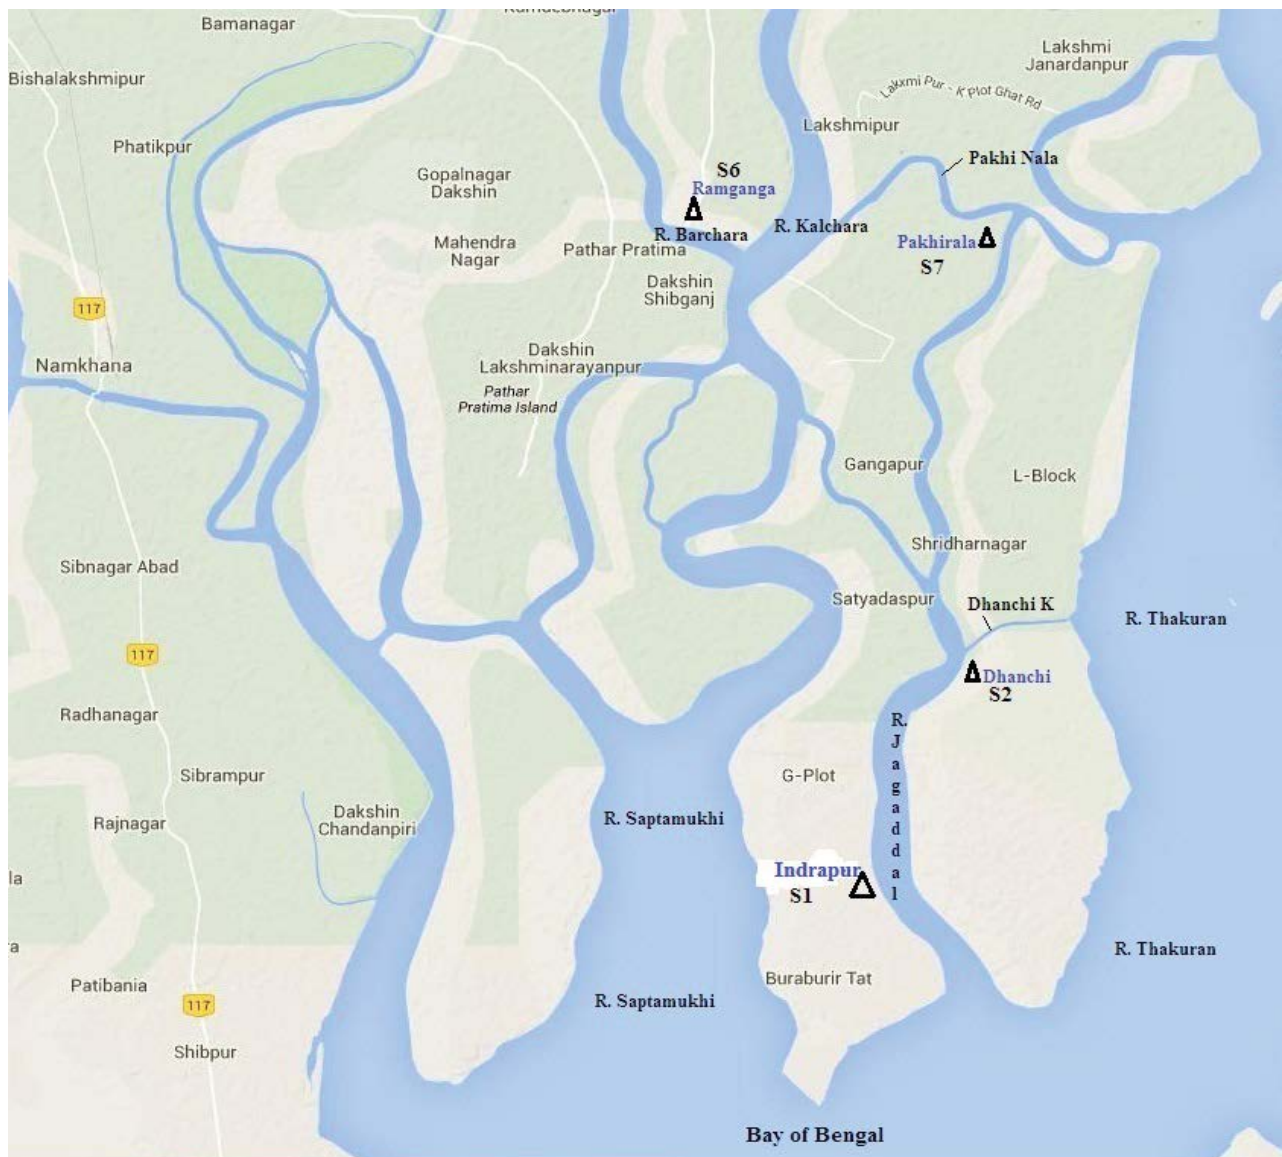 Bamanagar
Lakshmi
Janardanpur
Bishalakshmipur
Lakxmi Pur - K Plot Ghat Rd
Lakshmipur
Phatikpur
Pakhi Nala
S6
Ramganga
Gopalnagar
Dakshin
R. Barchara
R. Kalchara
Mahendra
Nagar
Pathar Pratima
Pakhirala
S7
Dakshin
Shibganj
117
Namkhana
Dakshin
Lakshminarayanpur
Pathar
Pratima Island
Gangapur
L-Block
Shridharnagar
Sibnagar Abad
Satyadaspur
Dhanchi K
R. Thakuran
117
Dhanchi
S2
Radhanagar
R.
J
a
g
a
d
d
a
l
Sibrampur
G-Plot
Dakshin
Chandanpiri
Rajnagar
R. Saptamukhi
la
Indrapur
S1
a
R. Thakuran
Patibania
Buraburir Tat
117
R. Saptamukhi
Shibpur
Bay of Bengal